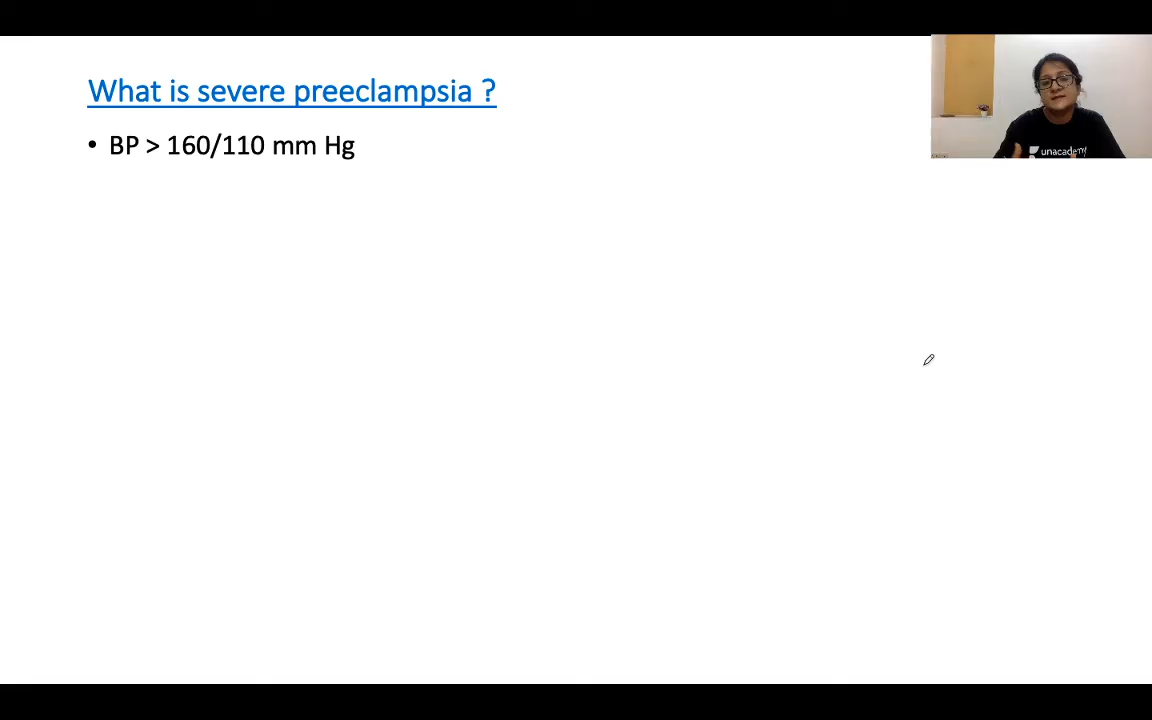 What is severe preeclampsia ?
• BP > 160/110 mm Hg
unacademy